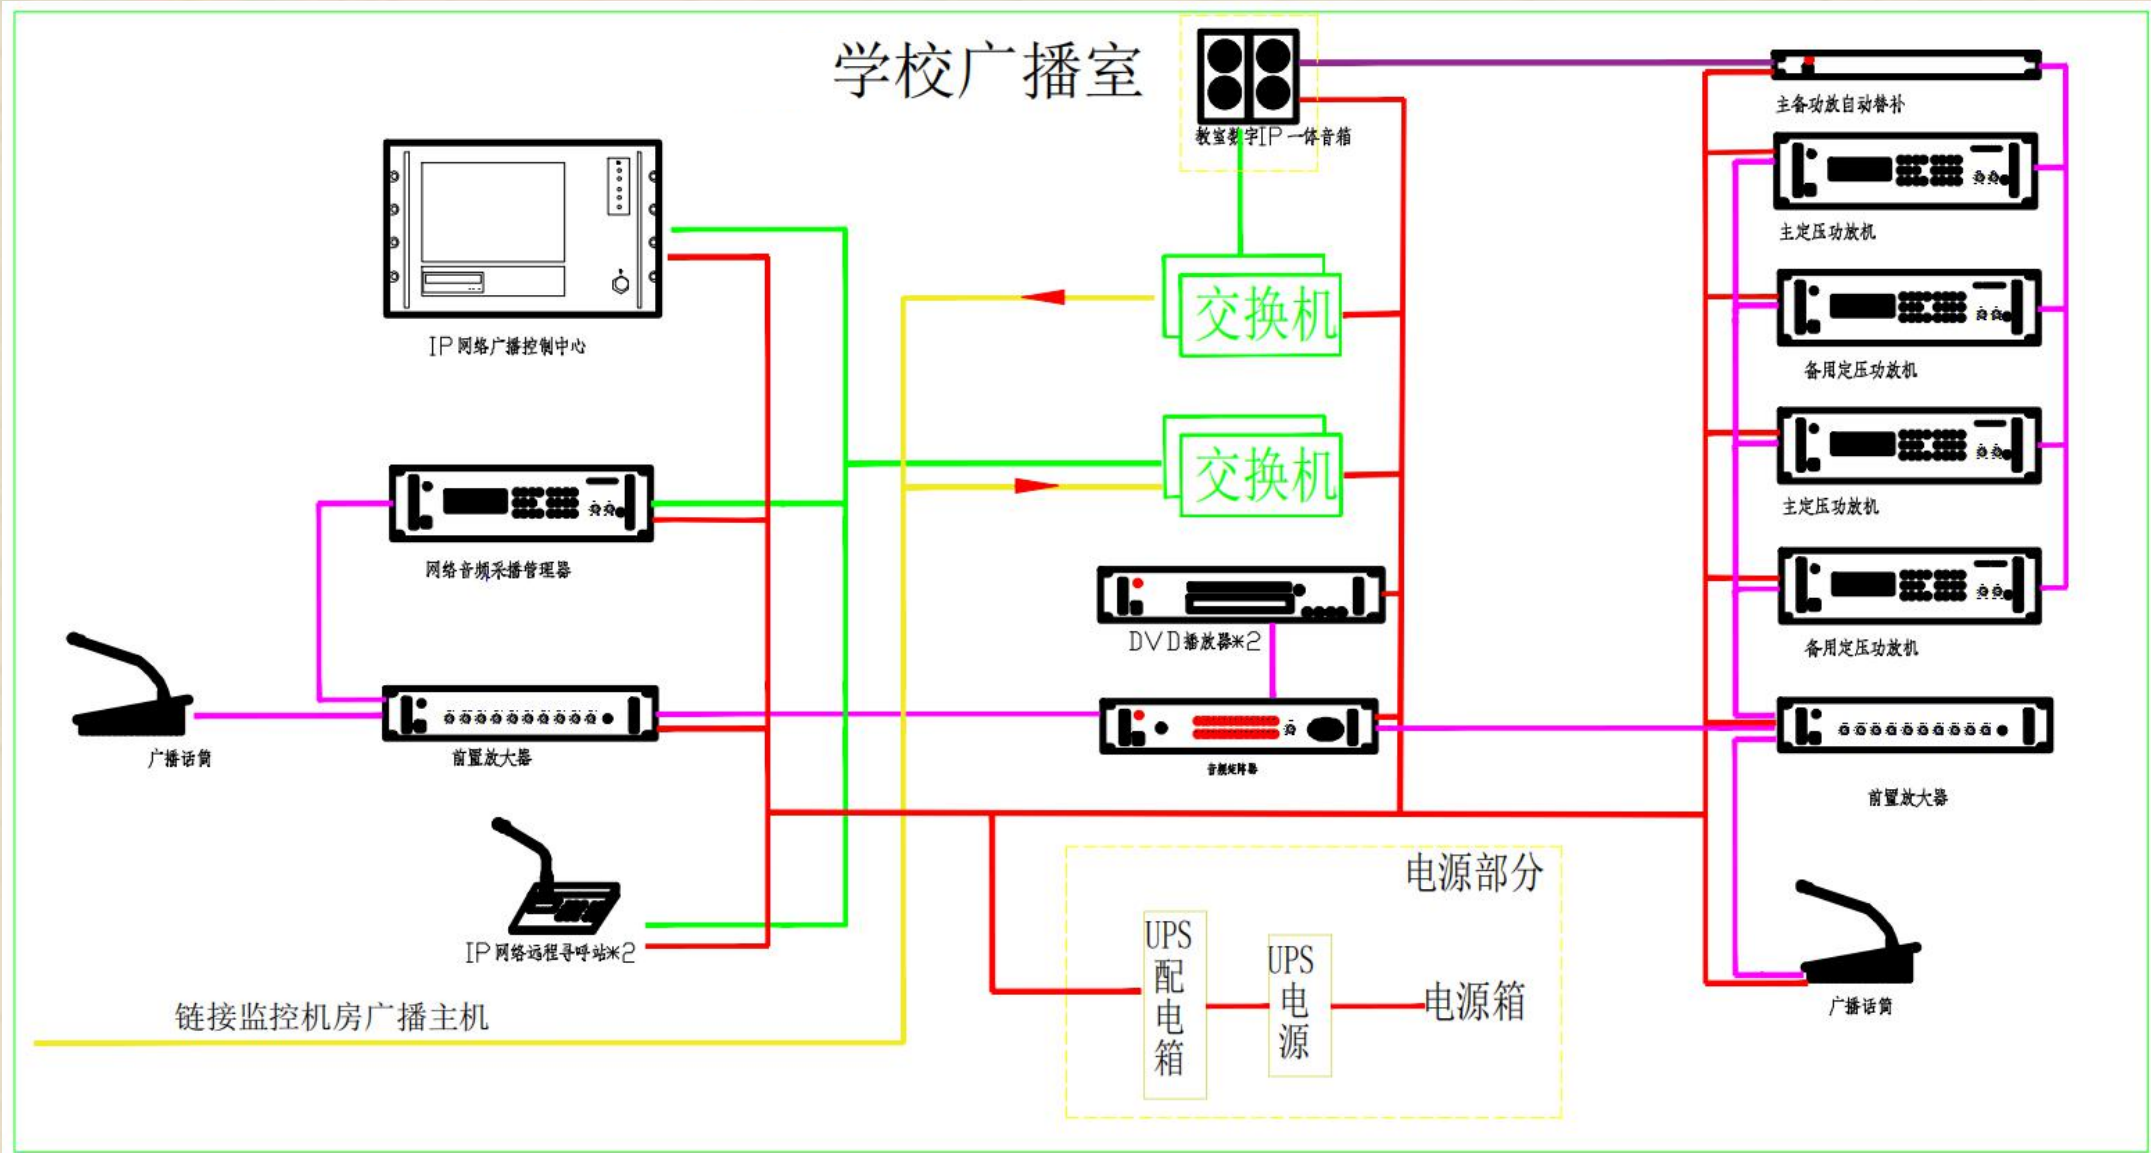 学校广播室
教室数字IP一体音箱
主备功放自动替补
主定压功放机
IP网络广播控制中心
交换机
备用定压功放机
交换机
主定压功放机
网络音频采播管理器
DVD播放器*2
备用定压功放机
广播话筒
前置放大器
音频矩阵器
前置放大器
电源部分
IP网络远程寻呼站*2
UPS配电箱
UPS电源
电源箱
链接监控机房广播主机
广播话筒